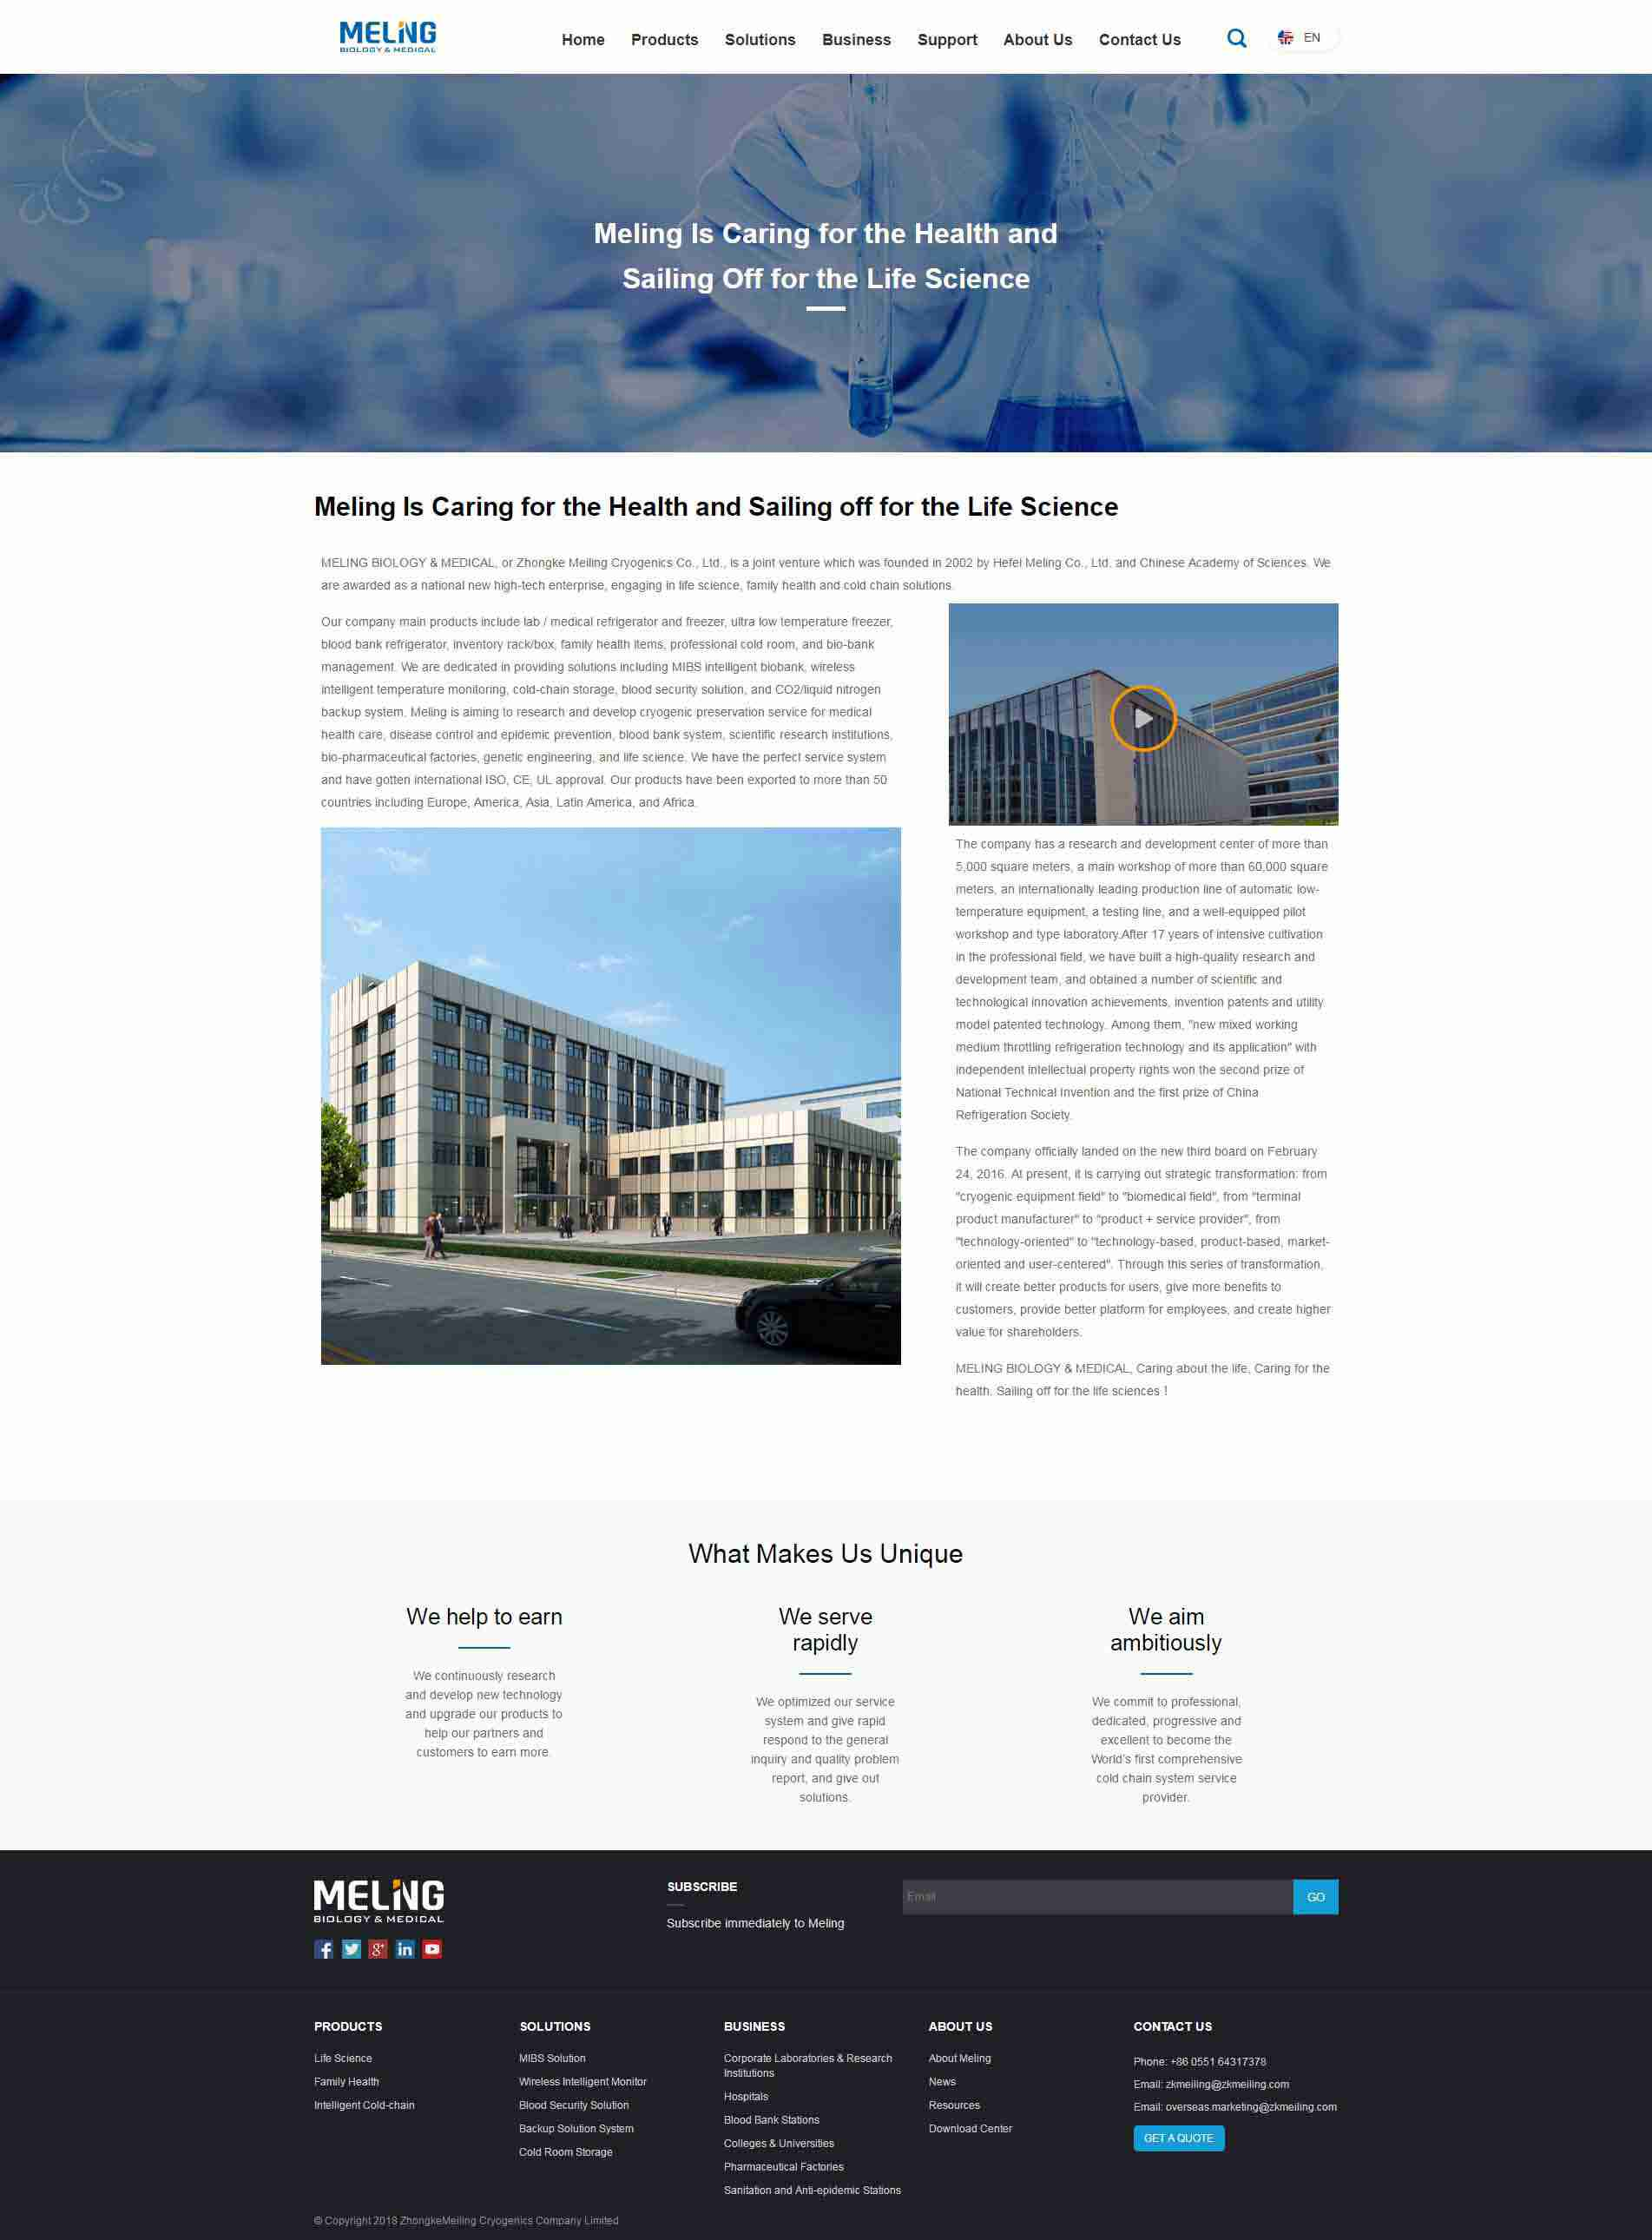 MELING
BIOLOGY & MEDICAL
Home Products Solutions Business Support About Us Contact Us EN
Meling Is Caring for the Health and
Sailing Off for the Life Science
Meling Is Caring for the Health and Sailing off for the Life Science
MELING BIOLOGY & MEDICAL, or Zhongke Meiling Cryogenics Co., Ltd., is a joint venture which was founded in 2002 by Hefei Meling Co., Ltd. and Chinese Academy of Sciences. We
are awarded as a national new high-tech enterprise, engaging in life science, family health and cold chain solutions.
Our company main products include lab / medical refrigerator and freezer, ultra low temperature freezer,
blood bank refrigerator, inventory rack/box, family health items, professional cold room, and bio-bank
management. We are dedicated in providing solutions including MIBS intelligent biobank, wireless
intelligent temperature monitoring, cold-chain storage, blood security solution, and CO2/liquid nitrogen
backup system. Meling is aiming to research and develop cryogenic preservation service for medical
health care, disease control and epidemic prevention, blood bank system, scientific research institutions,
bio-pharmaceutical factories, genetic engineering, and life science. We have the perfect service system
and have gotten international ISO, CE, UL approval. Our products have been exported to more than 50
countries including Europe, America, Asia, Latin America, and Africa.
The company has a research and development center of more than
5,000 square meters, a main workshop of more than 60,000 square
meters, an internationally leading production line of automatic low-
temperature equipment, a testing line, and a well-equipped pilot
workshop and type laboratory.After 17 years of intensive cultivation
in the professional field, we have built a high-quality research and
development team, and obtained a number of scientific and
technological innovation achievements, invention patents and utility
model patented technology. Among them, "new mixed working
medium throttling refrigeration technology and its application" with
independent intellectual property rights won the second prize of
National Technical Invention and the first prize of China
Refrigeration Society.
The company officially landed on the new third board on February
24, 2016. At present, it is carrying out strategic transformation: from
"cryogenic equipment field" to "biomedical field", from "terminal
product manufacturer" to "product + service provider", from
"technology-oriented" to "technology-based, product-based, market-
oriented and user-centered". Through this series of transformation,
it will create better products for users, give more benefits to
customers, provide better platform for employees, and create higher
value for shareholders.
MELING BIOLOGY & MEDICAL, Caring about the life, Caring for the
health. Sailing off for the life sciences！
What Makes Us Unique
We help to earn
We continuously research
and develop new technology
and upgrade our products to
help our partners and
customers to earn more.
We serve
rapidly
We optimized our service
system and give rapid
respond to the general
inquiry and quality problem
report, and give out
solutions.
We aim
ambitiously
We commit to professional,
dedicated, progressive and
excellent to become the
World's first comprehensive
cold chain system service
provider.
MELING
BIOLOGY & MEDICAL
SUBSCRIBE
Subscribe immediately to Meling
Email
GO
PRODUCTS
Life Science
Family Health
Intelligent Cold-chain
SOLUTIONS
MIBS Solution
Wireless Intelligent Monitor
Blood Security Solution
Backup Solution System
Cold Room Storage
BUSINESS
Corporate Laboratories & Research
Institutions
Hospitals
Blood Bank Stations
Colleges & Universities
Pharmaceutical Factories
Sanitation and Anti-epidemic Stations
ABOUT US
About Meling
News
Resources
Download Center
CONTACT US
Phone: +86 0551 64317378
Email: zkmeiling@zkmeiling.com
Email: overseas.marketing@zkmeiling.com
GET A QUOTE
© Copyright 2018 ZhongkeMeiling Cryogenics Company Limited